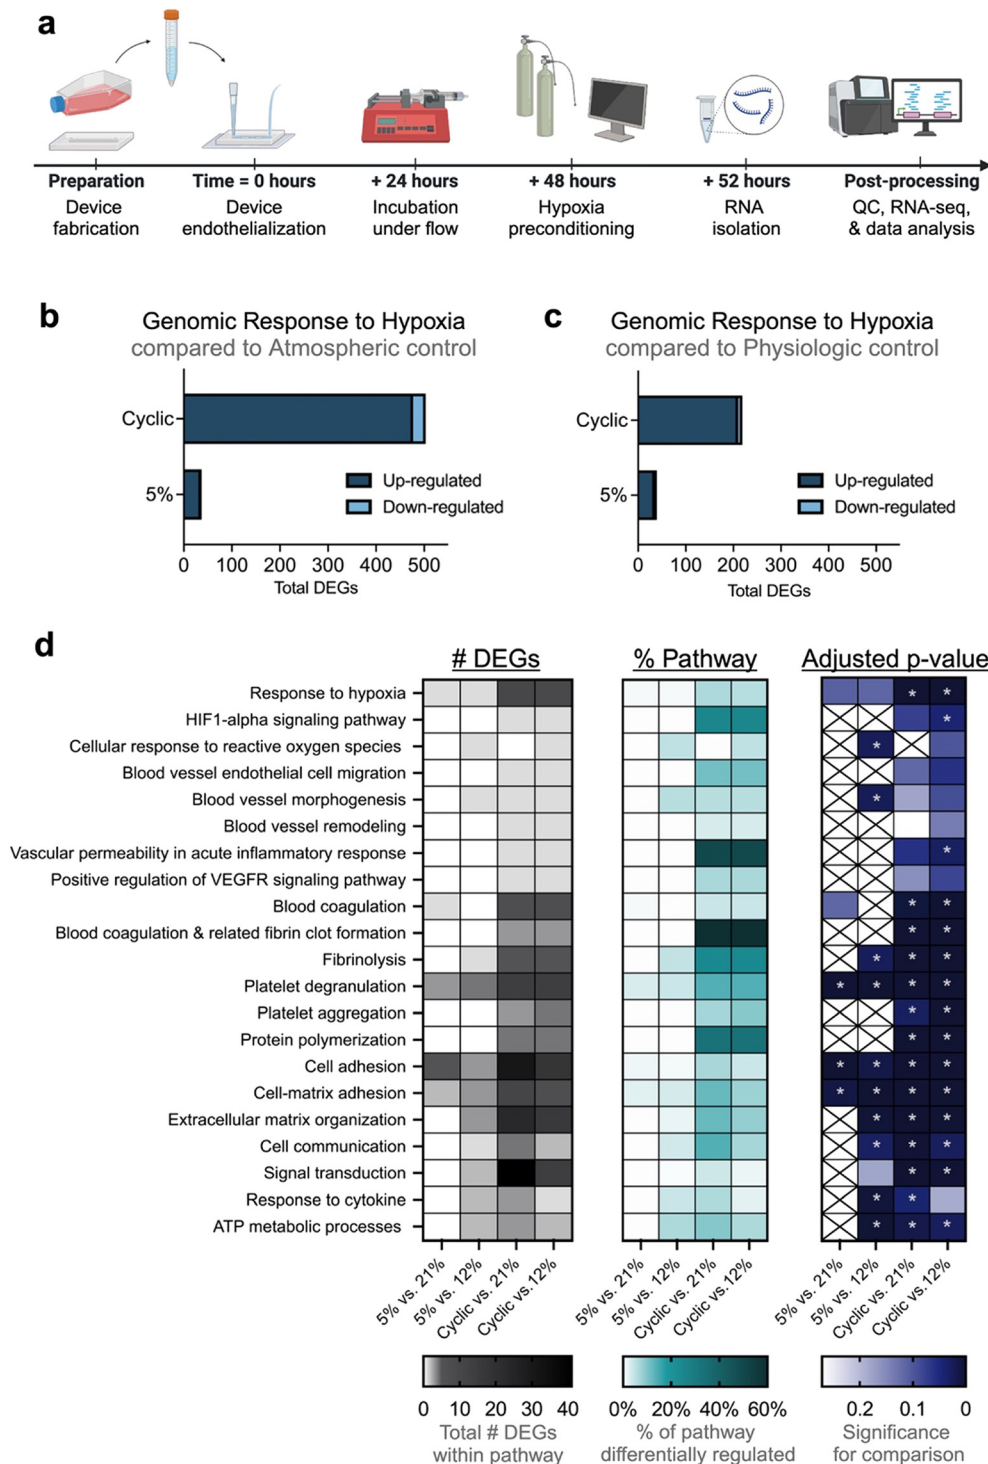 a
Preparation
Device
fabrication
Time = 0 hours
Device
endothelialization
+ 24 hours
Incubation
under flow
+ 48 hours
Hypoxia
preconditioning
+ 52 hours
RNA
isolation
Post-processing
QC, RNA-seq,
& data analysis
b
Genomic Response to Hypoxia
compared to Atmospheric control
Cyclic
5%
Up-regulated
Down-regulated
0 100 200 300 400 500
Total DEGs
c
Genomic Response to Hypoxia
compared to Physiologic control
Cyclic
5%
Up-regulated
Down-regulated
0 100 200 300 400 500
Total DEGs
d
# DEGs % Pathway Adjusted p-value
Response to hypoxia * *
HIF1-alpha signaling pathway *
Cellular response to reactive oxygen species *
Blood vessel endothelial cell migration
Blood vessel morphogenesis *
Blood vessel remodeling
Vascular permeability in acute inflammatory response *
Positive regulation of VEGFR signaling pathway
Blood coagulation * *
Blood coagulation & related fibrin clot formation * *
Fibrinolysis * * *
Platelet degranulation * * * *
Platelet aggregation * *
Protein polymerization * *
Cell adhesion * * * *
Cell-matrix adhesion * * * *
Extracellular matrix organization * * *
Cell communication * * *
Signal transduction * *
Response to cytokine * *
ATP metabolic processes * * *
5% vs. 21% 5% vs. 12% Cyclic vs. 21% Cyclic vs.12%
5% vs. 21% 5% vs. 12% Cyclic vs. 21% Cyclic vs.12%
5% vs. 21% 5% vs. 12% Cyclic vs. 21% Cyclic vs.12%
0 10 20 30 40
Total # DEGs
within pathway
0% 20% 40% 60%
% of pathway
differentially regulated
0.2 0.1 0
Significance
for comparison